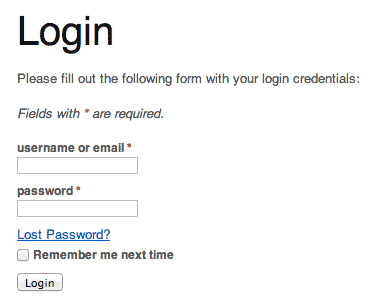 Login
Please fill out the following form with your login credentials:
Fields with * are required.
username or email *
password *
Lost Password?
Remember me next time
Login